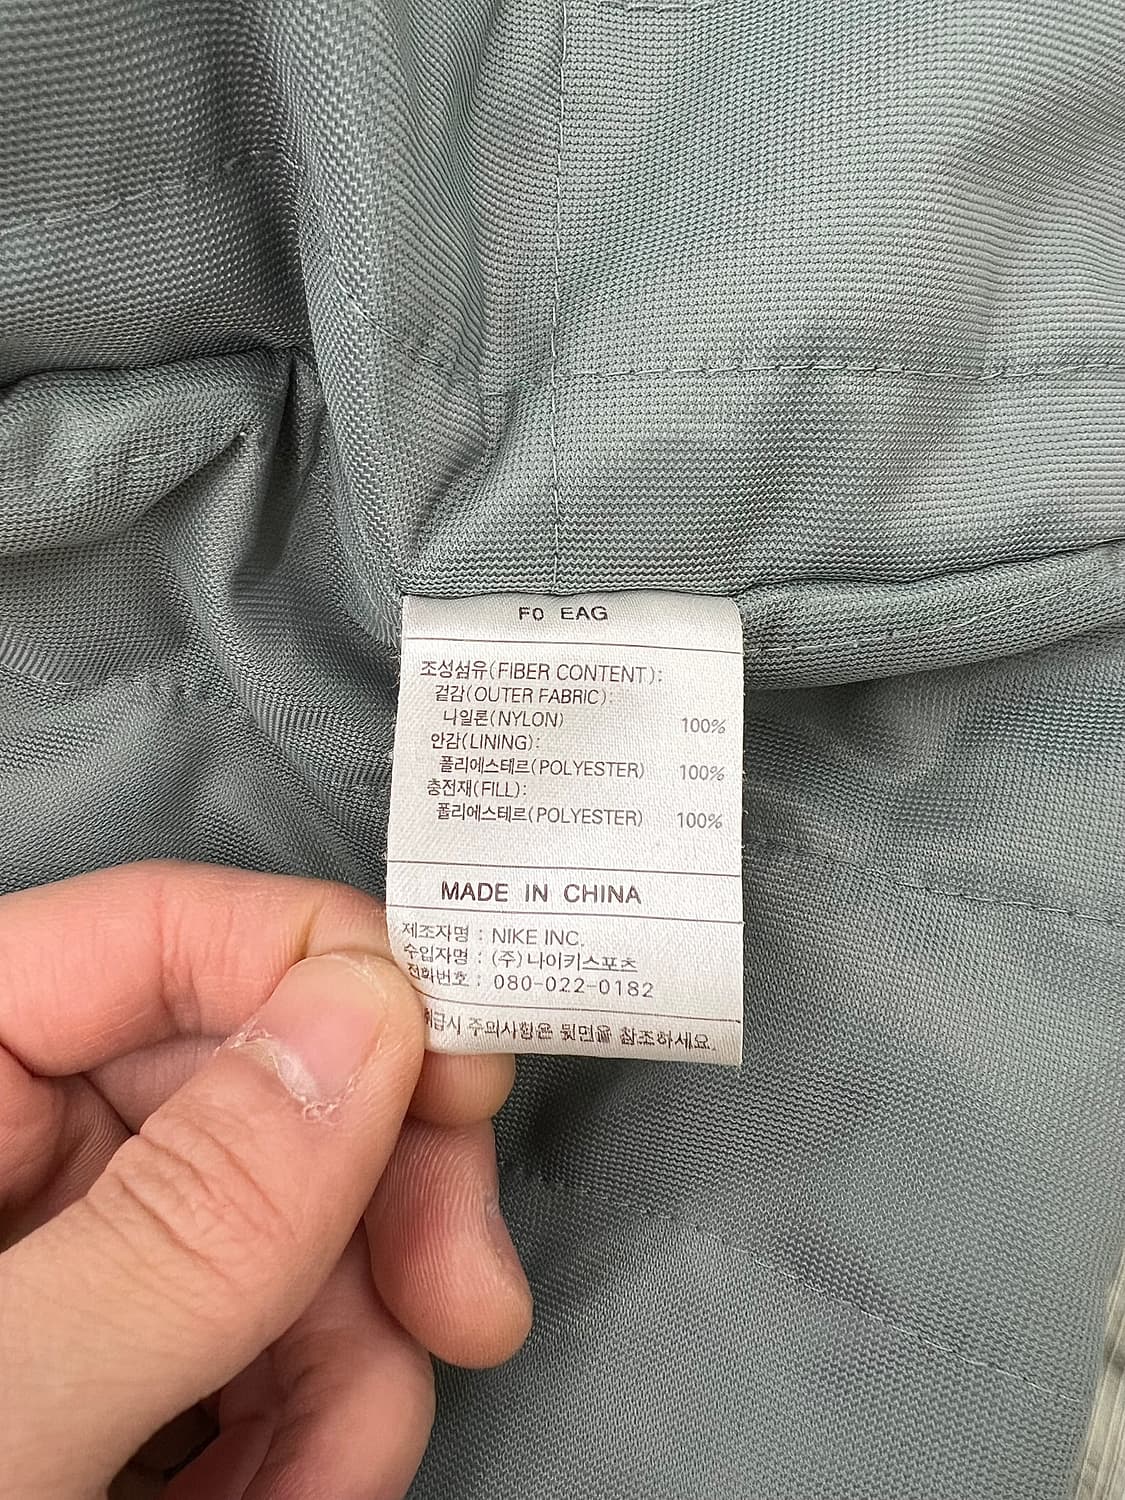 F0 EAG
조성섬유(FIBER CONTENT):
겉감(OUTER FABRIC):
나일론(NYLON) 100%
안감(LINING):
폴리에스테르(POLYESTER) 100%
충전재(FILL):
폴리에스테르(POLYESTER) 100%
MADE IN CHINA
제조자명 : NIKE INC.
수입자명 : (주)나이키스포츠
전화번호 : 080-022-0182
취급시 주의사항은 뒷면을 참조하세요.